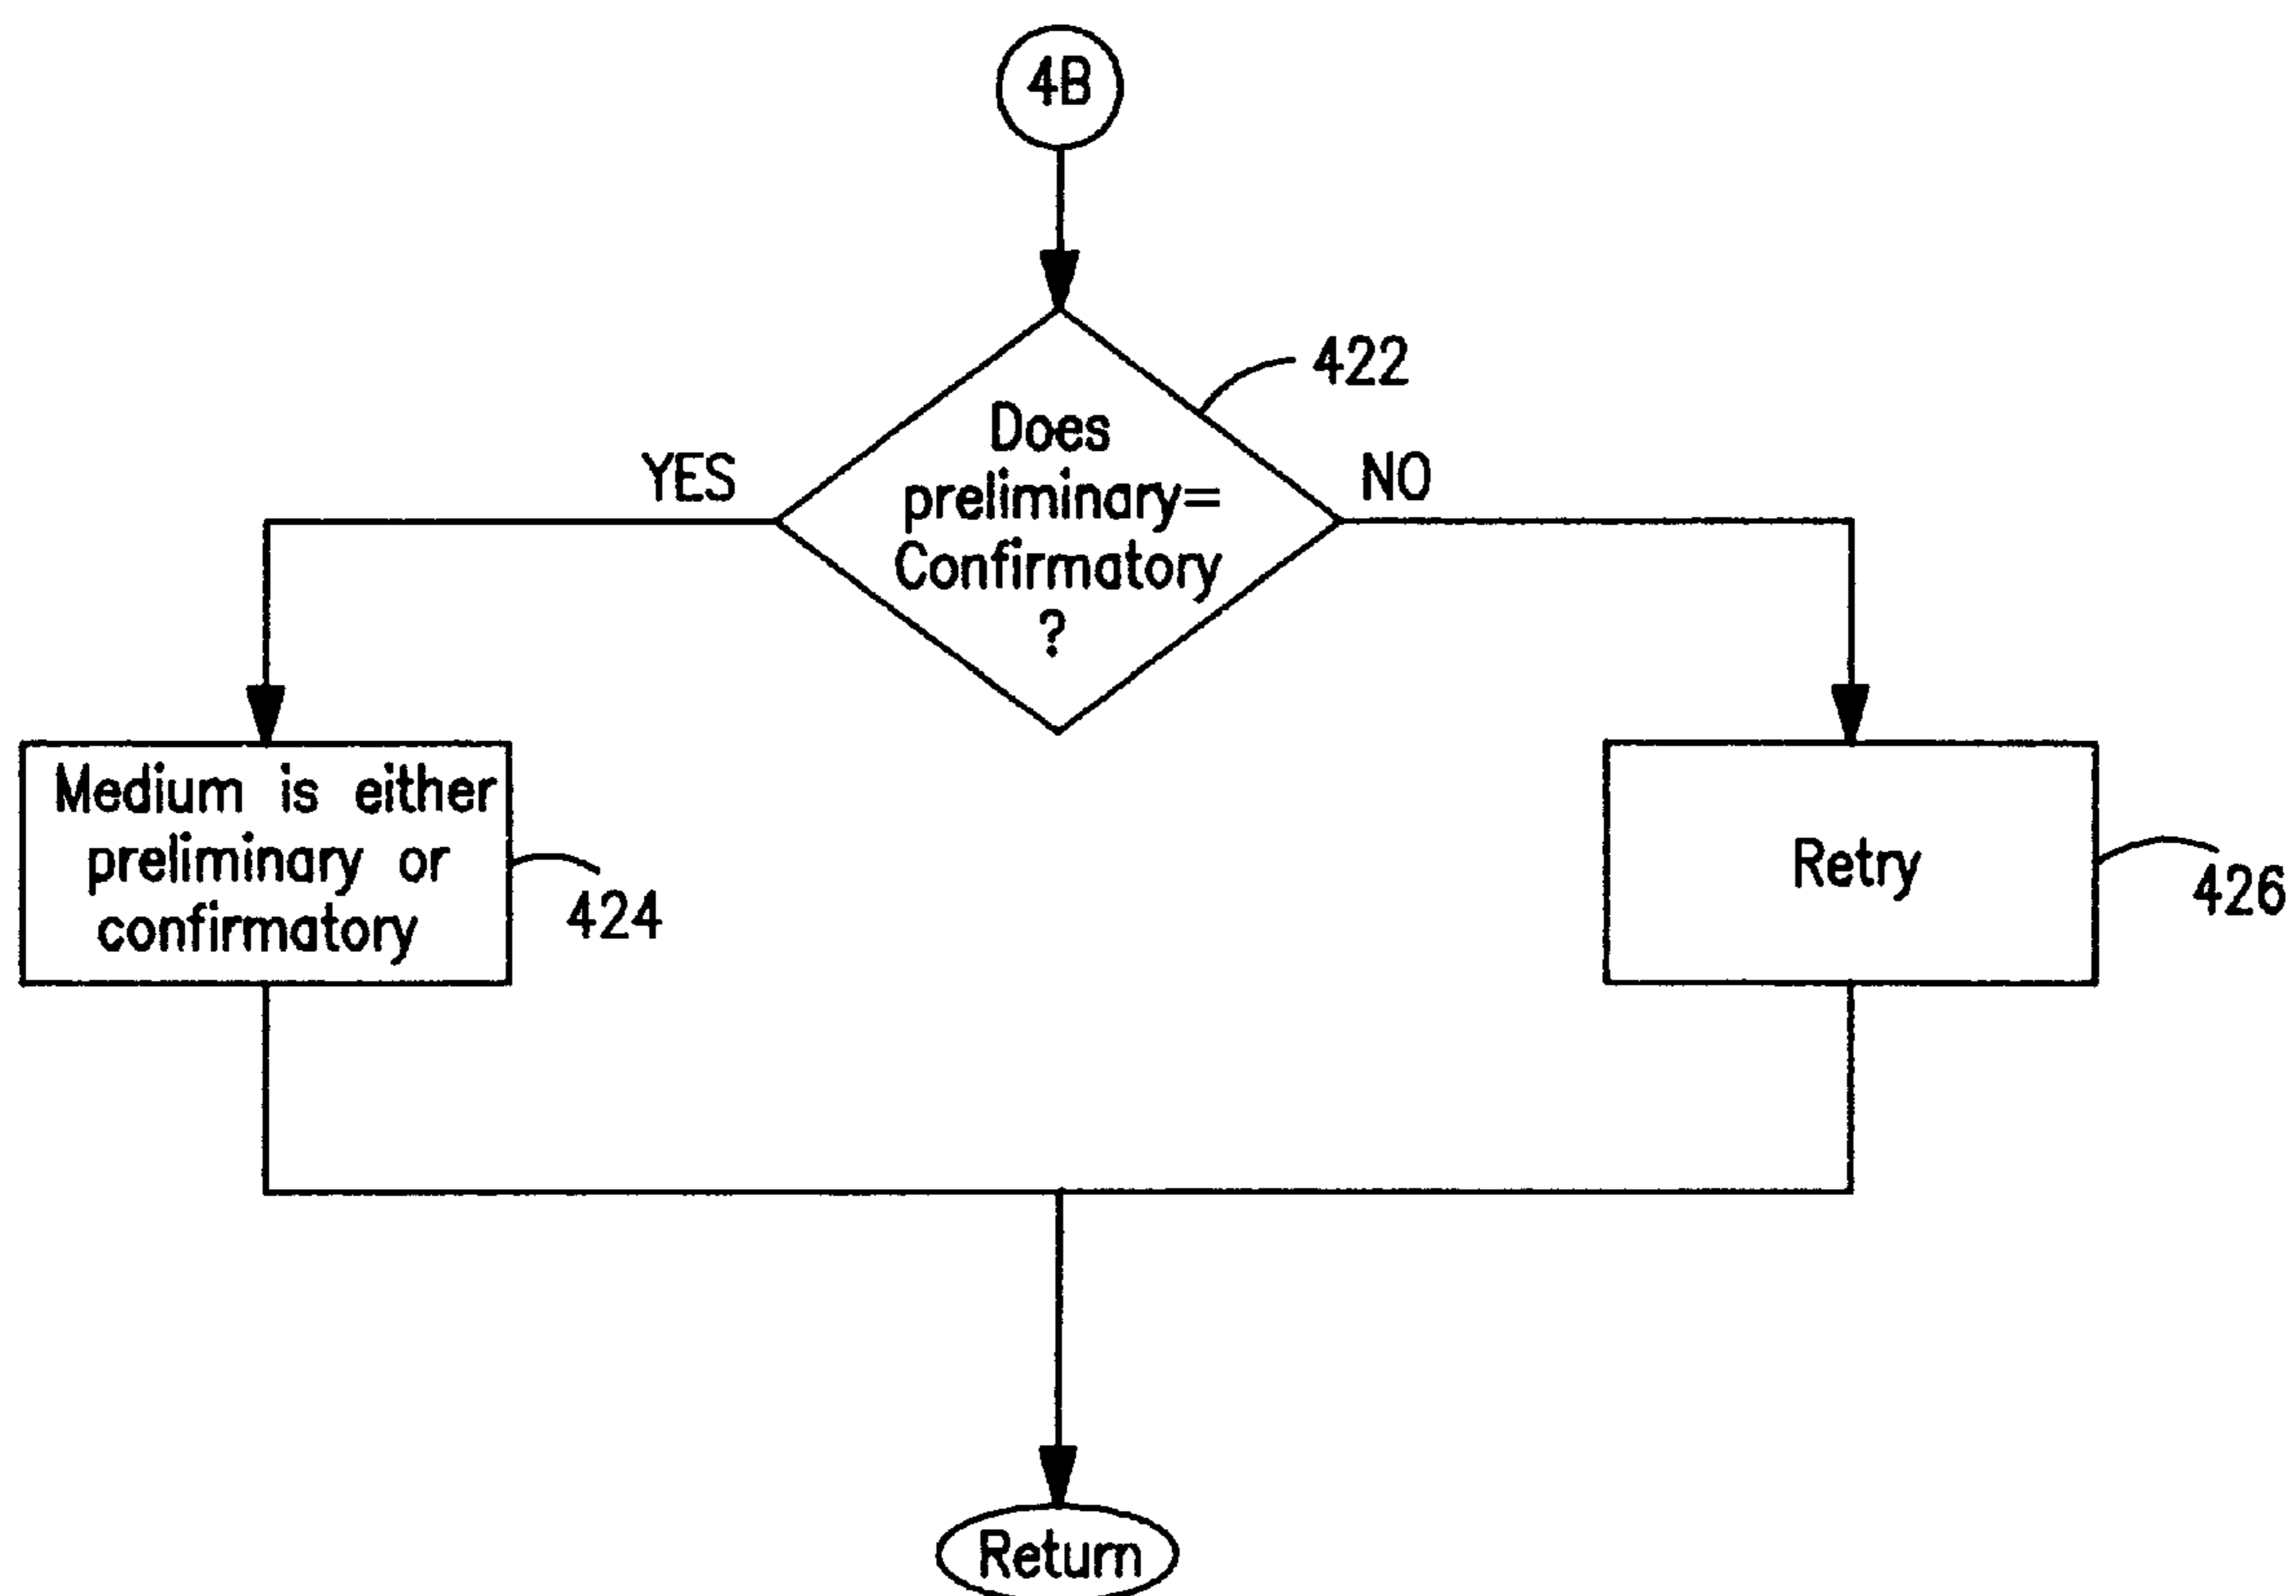 4B
422
Does
preliminary=
Confirmatory
?
YES
NO
Medium is either
preliminary or
confirmatory
424
Retry
426
Return